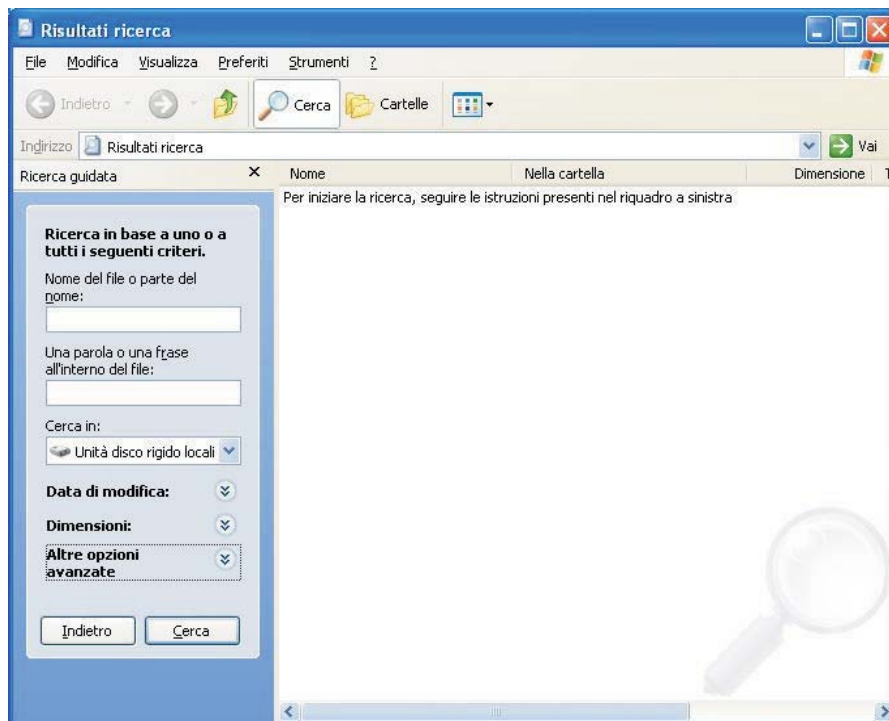 Risultati ricerca
File Modifica Visualizza Preferiti Strumenti ?
Indietro Cerca Cartelle
Indirizzo Risultati ricerca Vai
Ricerca guidata Nome Nella cartella Dimensione T
Per iniziare la ricerca, seguire le istruzioni presenti nel riquadro a sinistra
Ricerca in base a uno o a
tutti i seguenti criteri.
Nome del file o parte del
nome:
Una parola o una frase
all'interno del file:
Cerca in:
Unità disco rigido locali
Data di modifica:
Dimensioni:
Altre opzioni
avanzate
Indietro Cerca